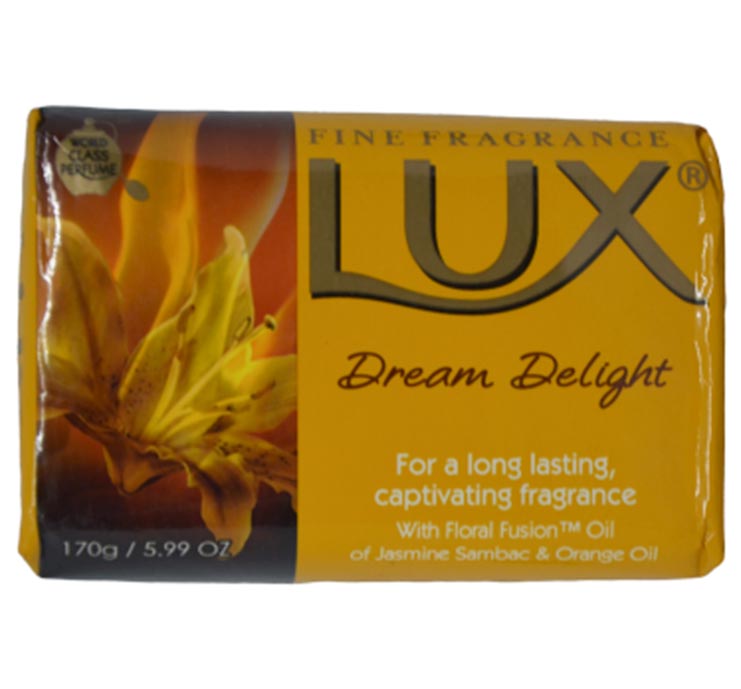 WORLD
CLASS
PERFUME
FINE FRAGRANCE
LUX®
Dream Delight
For a long lasting,
captivating fragrance
With Floral Fusion™ Oil
of Jasmine Sambac & Orange Oil
170g / 5.99 OZ